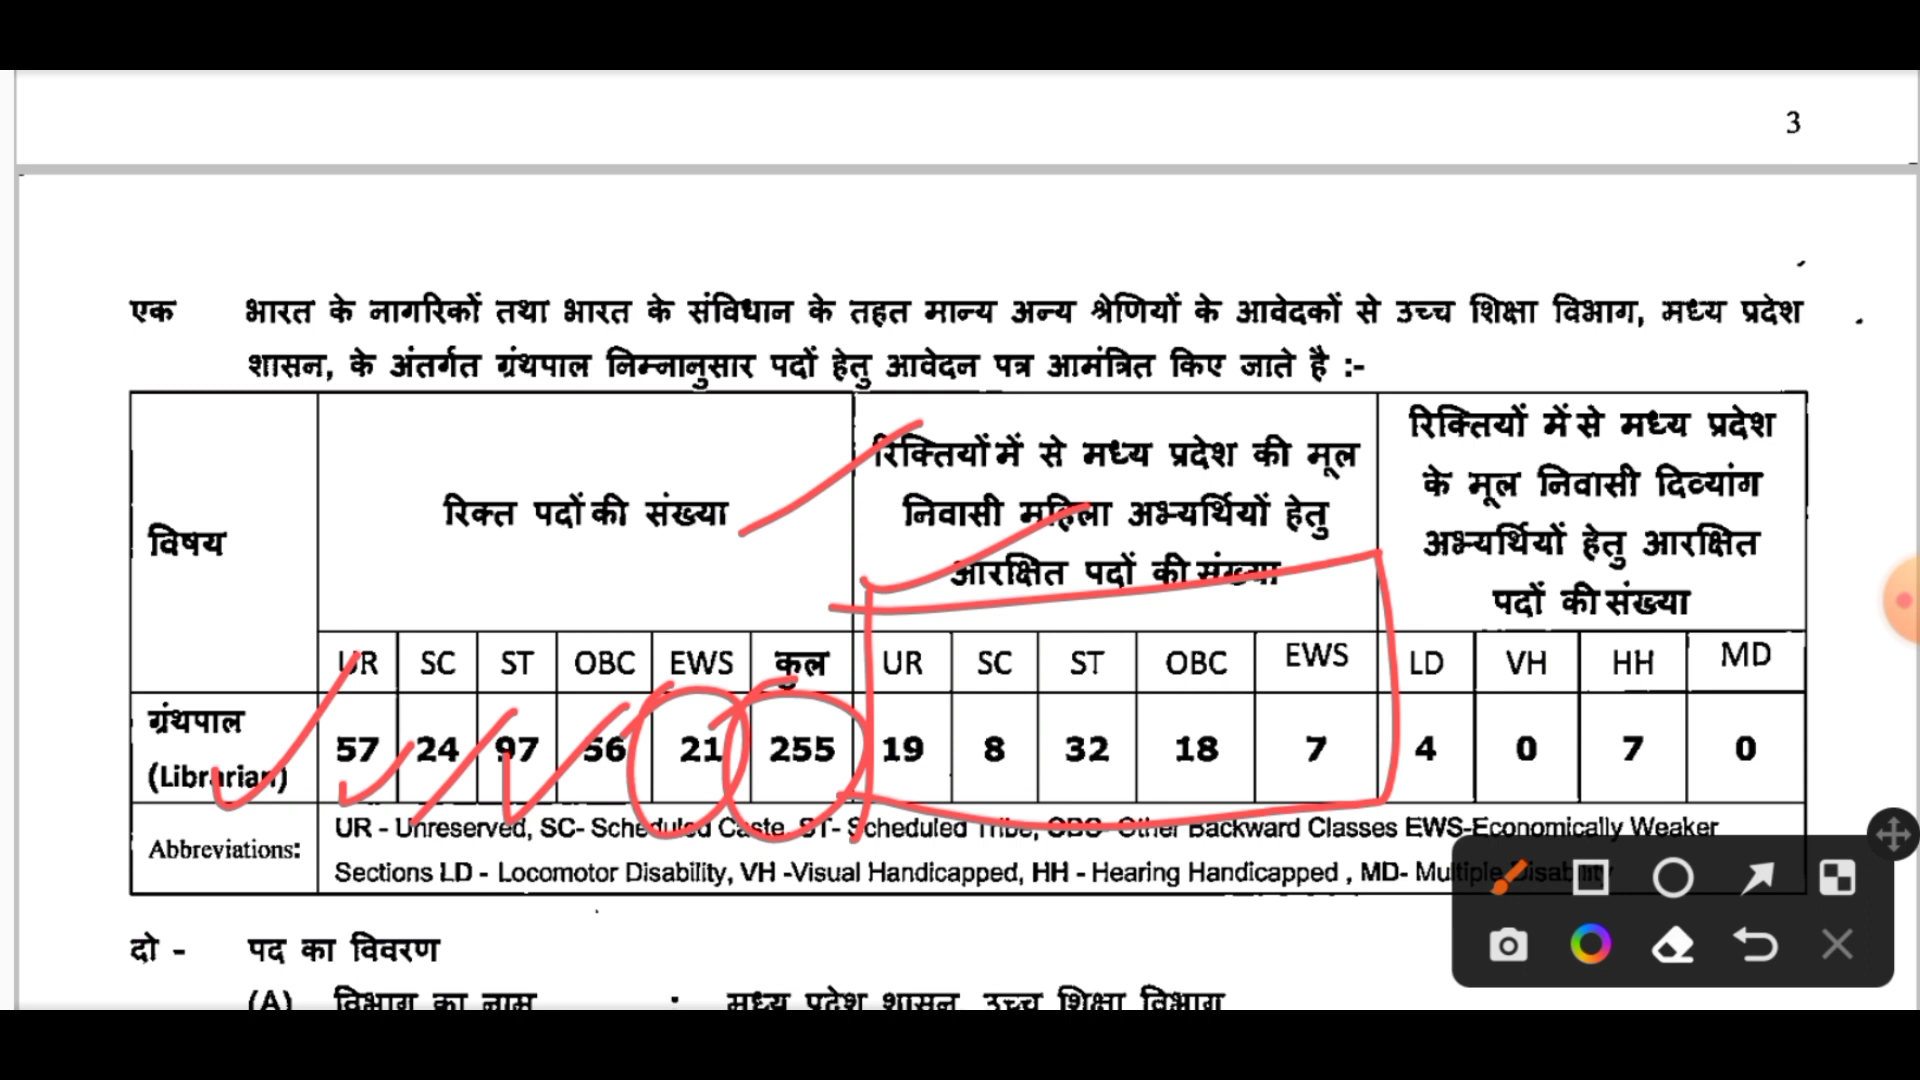 3
एक भारत के नागरिकों तथा भारत के संविधान के तहत मान्य अन्य श्रेणियों के आवेदकों से उच्च शिक्षा विभाग, मध्य प्रदेश
शासन, के अंतर्गत ग्रंथपाल निम्नानुसार पदों हेतु आवेदन पत्र आमंत्रित किए जाते है :-
विषय
रिक्त पदों की संख्या
रिक्तियों में से मध्य प्रदेश की मूल
निवासी महिला अभ्यर्थियों हेतु
आरक्षित पदों की संख्या
रिक्तियों में से मध्य प्रदेश
के मूल निवासी दिव्यांग
अभ्यर्थियों हेतु आरक्षित
पदों की संख्या
UR SC ST OBC EWS कुल UR SC ST OBC EWS LD VH HH MD
ग्रंथपाल
(Librarian)
57 24 97 56 21 255 19 8 32 18 7 4 0 7 0
Abbreviations:
UR - Unreserved, SC- Scheduled Caste, ST- Scheduled Tribe, OBC- Other Backward Classes EWS-Economically Weaker
Sections LD - Locomotor Disability, VH -Visual Handicapped, HH - Hearing Handicapped , MD- Multiple Disability
दो - पद का विवरण
(A) विभाग का नाम : मध्य प्रदेश शासन, उच्च शिक्षा विभाग